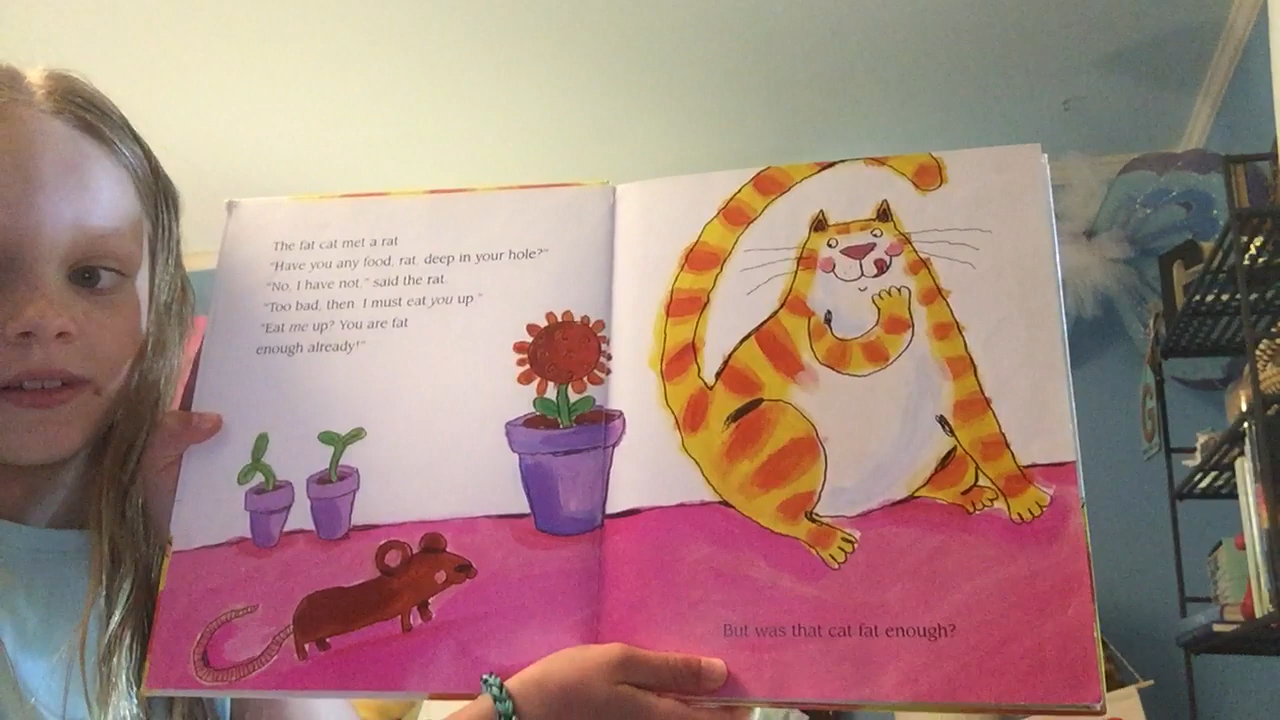 The fat cat met a rat
"Have you any food, rat, deep in your hole?"
"No, I have not," said the rat.
"Too bad, then. I must eat you up."
"Eat me up? You are fat
enough already!"
But was that cat fat enough?